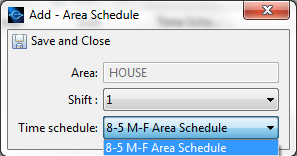 Add - Area Schedule
Save and Close
Area: HOUSE
Shift : 1
Time schedule: 8-5 M-F Area Schedule
8-5 M-F Area Schedule